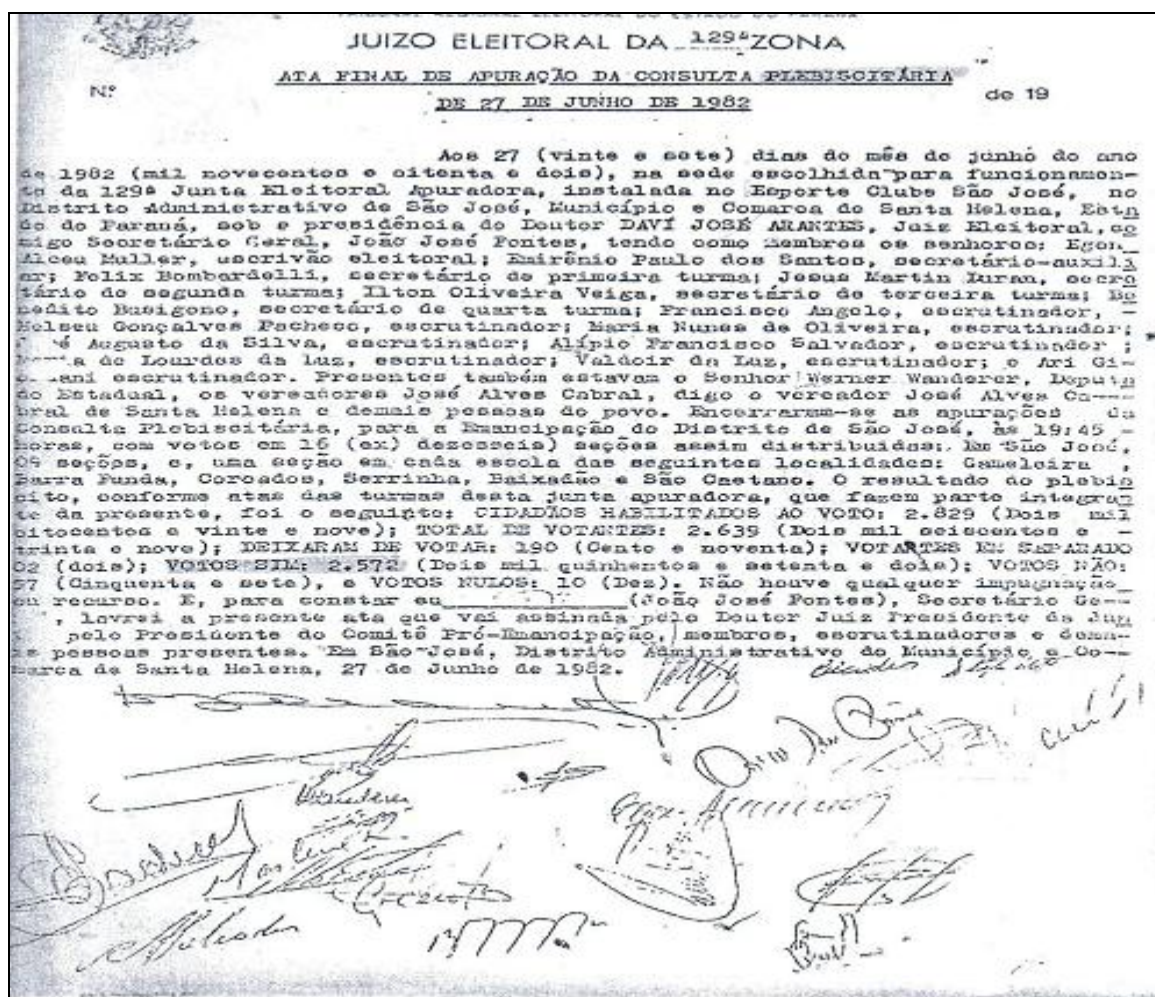 TRIBUNAL REGIONAL ELEITORAL DO ESTADO DO PARANÁ
JUIZO ELEITORAL DA 129ª ZONA
ATA FINAL DE APURAÇÃO DA CONSULTA PLEBISCITÁRIA
Nº de 19
DE 27 DE JUNHO DE 1982
Aos 27 (vinte e sete) dias do mês de junho do ano
de 1982 (mil novecentos e oitenta e dois), na sede escolhida para funcionamen-
to da 129ª Junta Eleitoral Apuradora, instalada no Esporte Clube São José, no
Distrito Administrativo de São José, Município e Comarca de Santa Helena, Esta
do do Paraná, sob a presidência do Doutor DAVI JOSÉ ARANTES, Juiz Eleitoral, co
migo Secretário Geral, João José Pontes, tendo como membros os senhores: Egon
Alceu Muller, escrivão eleitoral; Emirênio Paulo dos Santos, secretário-auxili
ar; Felix Bombardelli, secretário de primeira turma; Jesus Martin secre
tário de segunda turma; Ilton Oliveira Veiga, secretário de terceira turma; Be
nedito secretário de quarta turma; Francisco Angelo, escrutinador, -
Helseu Gonçalves Pacheco, escrutinador; Maria Nunes de Oliveira, escrutinador;
Augusto da Silva, escrutinador; Alípio Francisco Salvador, escrutinador ;
de Lourdes da Luz, escrutinador; Valdoir da Luz, escrutinador; e Ari Gi-
escrutinador. Presentes também estavam o Senhor Werner Wanderer, Deputa
do Estadual, os vereadores José Alves Cabral, digo o vereador José Alves Ca---
bral de Santa Helena e demais pessoas do povo. Encerraram-se as apurações da
Consulta Plebiscitária, para a Emancipação do Distrito de São José, às 19:45 -
horas, com votos em 16 (ex) dezesseis) seções assim distribuidas: Em São José,
09 seções, e, uma seção em cada escola das seguintes localidades: Gameleira ,
Barra Funda, Coroados, Serrinha, Baixadão e São Caetano. O resultado do plebis
cito, conforme atas das turmas desta junta apuradora, que fazem parte integran
te da presente, foi o seguinte: CIDADÃOS HABILITADOS AO VOTO: 2.829 (Dois mil
oitocentos e vinte e nove); TOTAL DE VOTANTES: 2.639 (Dois mil seiscentos e -
trinta e nove); DEIXARAM DE VOTAR: 190 (Cento e noventa); VOTARTES EM SEPARADO
02 (dois); VOTOS SIM: 2.572 (Dois mil quinhentos e setenta e dois); VOTOS NÃO:
57 (Cinquenta e sete), e VOTOS NULOS: 10 (Dez). Não houve qualquer impugnação
ou recurso. E, para constar eu (João José Pontes), Secretário Ge--
, lavrei a presente ata que vai assinada pelo Doutor Juiz Presidente da Jun
pelo Presidente do Comitê Pró-Emancipação, membros, escrutinadores e dema-
is pessoas presentes. Em São José, Distrito Administrativo do Município e Co--
marca de Santa Helena, 27 de Junho de 1982.